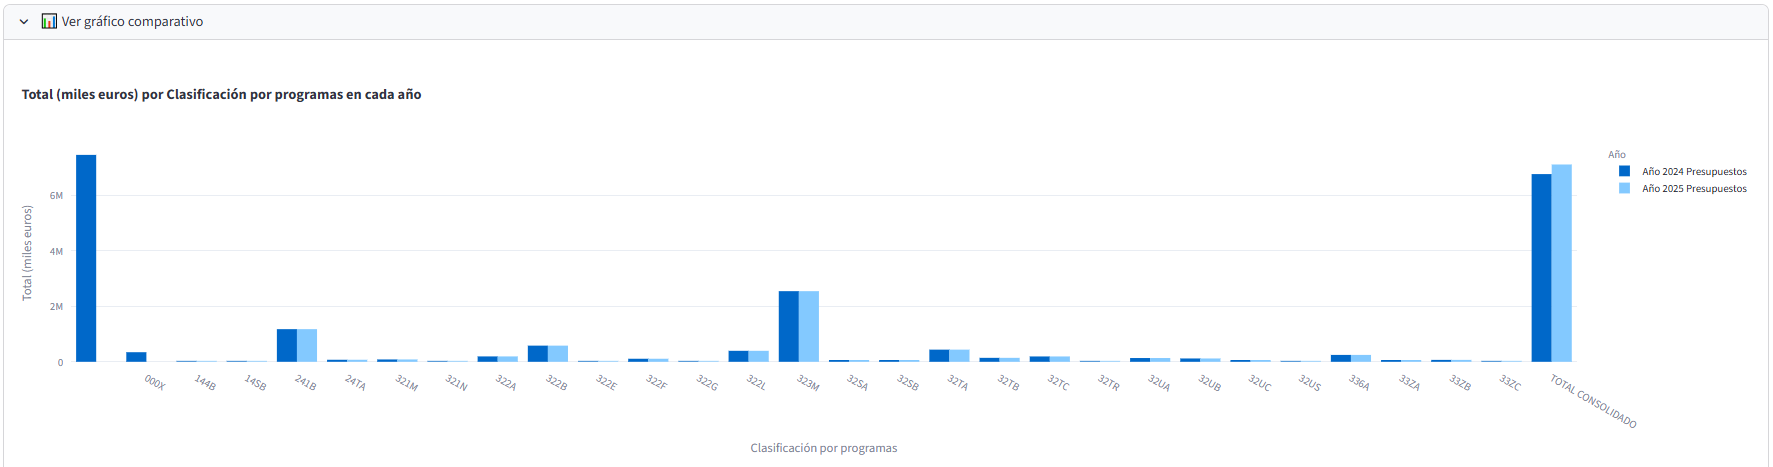 Ver gráfico comparativo
Total (miles euros) por Clasificación por programas en cada año
Año
Año 2024 Presupuestos
Año 2025 Presupuestos
Total (miles euros)
6M
4M
2M
0
000X
144B
145B
241B
24TA
321M
321N
322A
322B
322E
322F
322G
322L
323M
325A
325B
32TA
32TB
32TC
32TR
32UA
32UB
32UC
32US
336A
33ZA
33ZB
33ZC
TOTAL CONSOLIDADO
Clasificación por programas